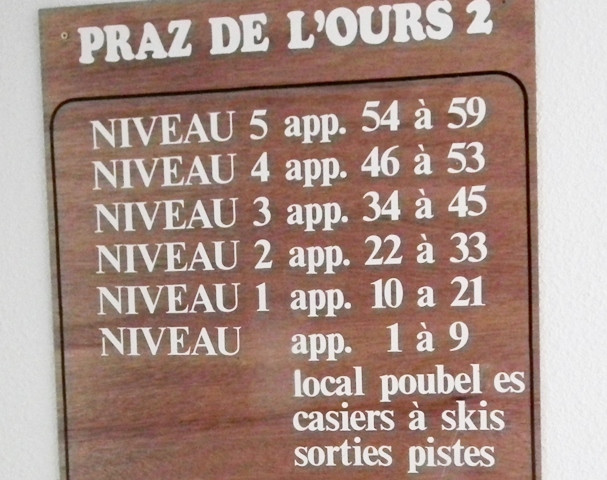 PRAZ DE L'OURS 2
NIVEAU 5 app. 54 à 59
NIVEAU 4 app. 46 à 53
NIVEAU 3 app. 34 à 45
NIVEAU 2 app. 22 à 33
NIVEAU 1 app. 10 a 21
NIVEAU app. 1 à 9
local poubel es
casiers à skis
sorties pistes